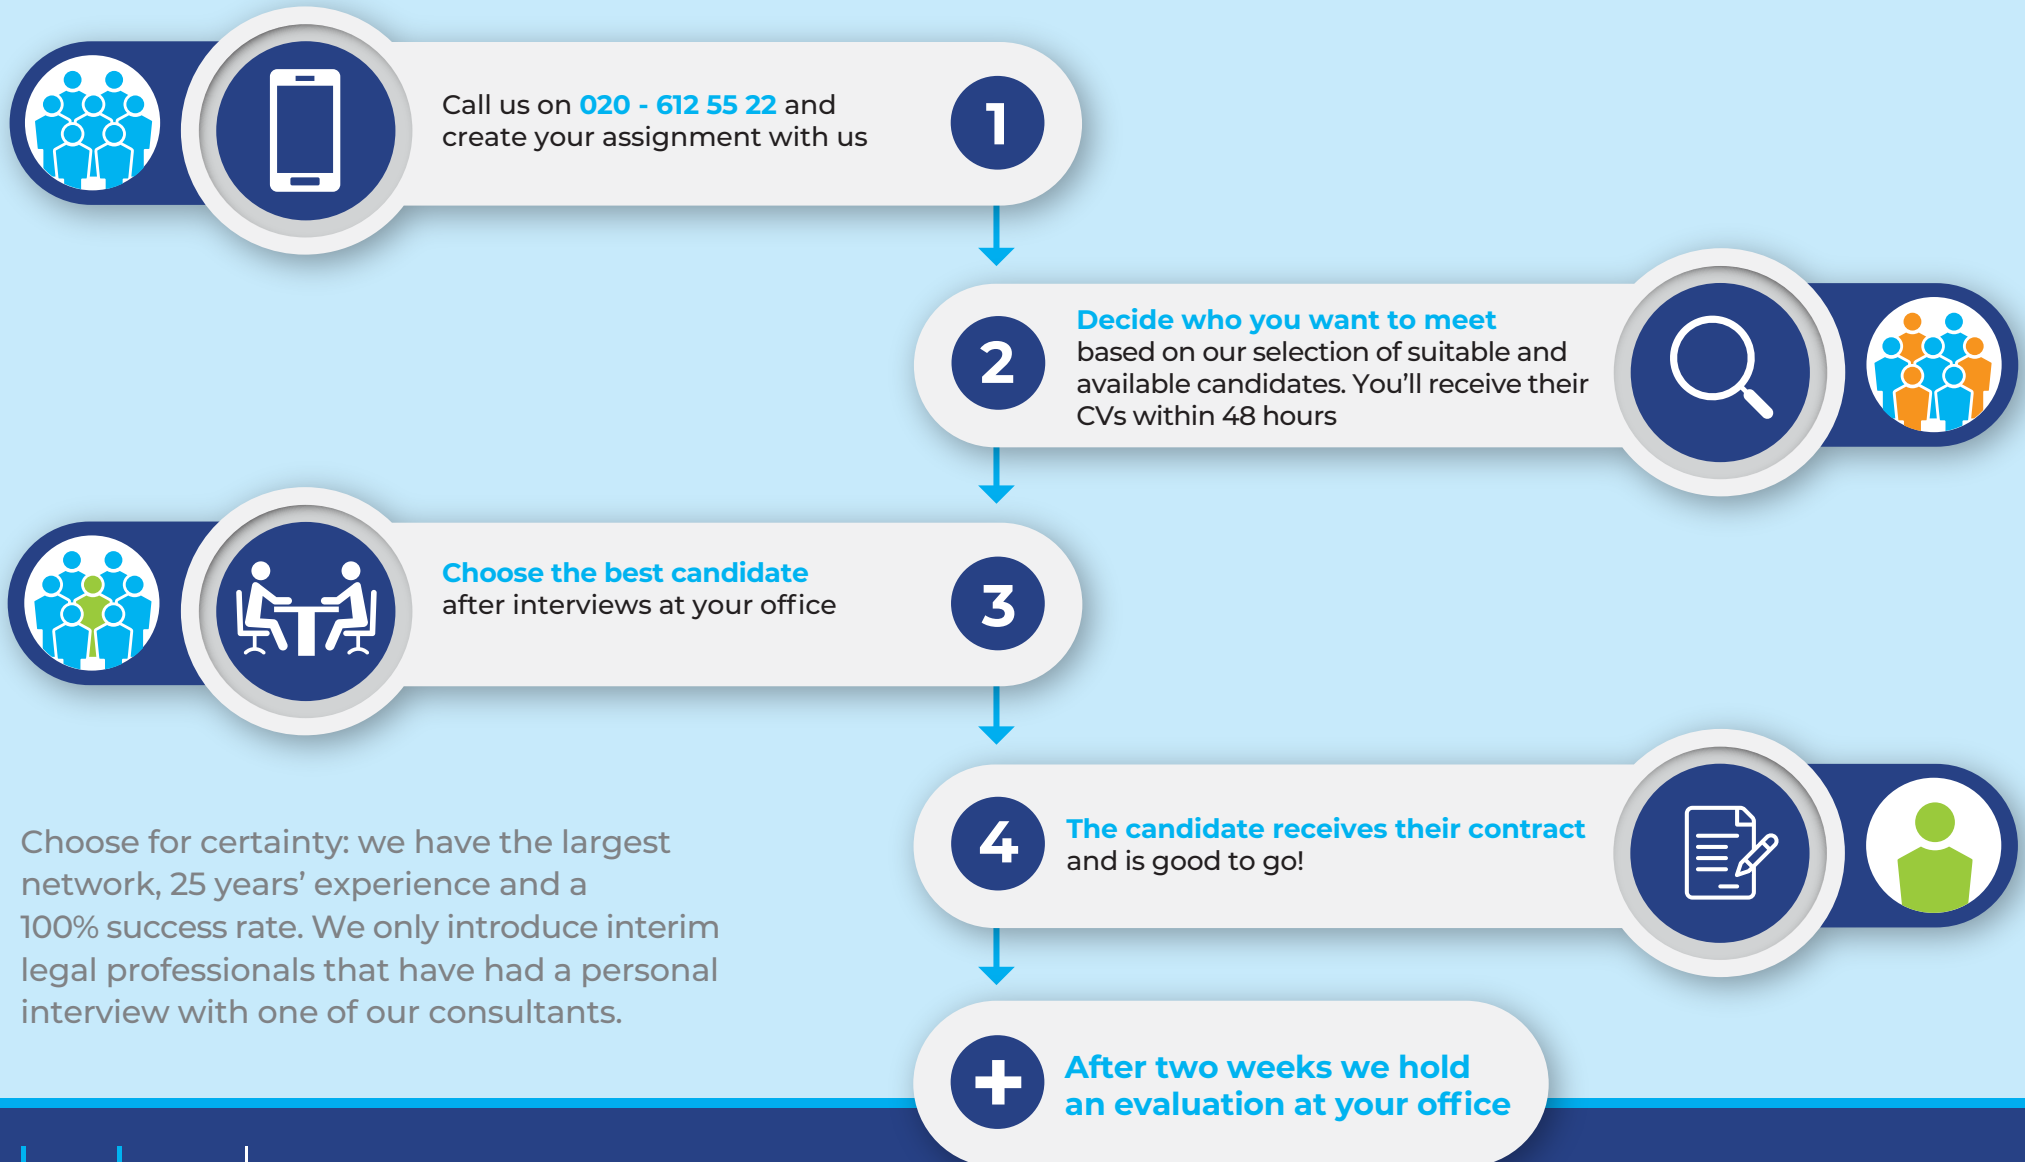 Call us on 020 - 612 55 22 and
create your assignment with us
1
2
Decide who you want to meet
based on our selection of suitable and
available candidates. You’ll receive their
CVs within 48 hours
Choose the best candidate
after interviews at your office
3
4
The candidate receives their contract
and is good to go!
Choose for certainty: we have the largest
network, 25 years’ experience and a
100% success rate. We only introduce interim
legal professionals that have had a personal
interview with one of our consultants.
+
After two weeks we hold
an evaluation at your office